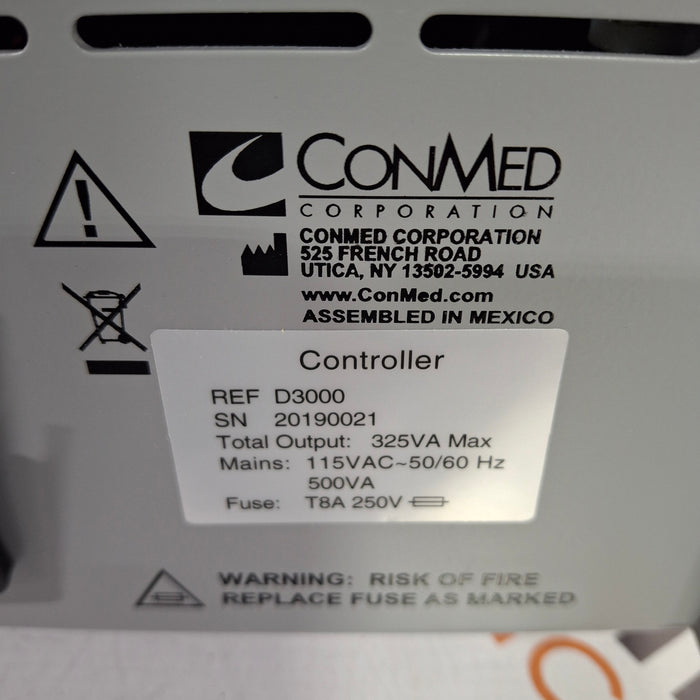 CONMED
CORPORATION
CONMED CORPORATION
525 FRENCH ROAD
UTICA, NY 13502-5994 USA
www.ConMed.com
ASSEMBLED IN MEXICO
Controller
REF D3000
SN 20190021
Total Output: 325VA Max
Mains: 115VAC~50/60 Hz
500VA
Fuse: T8A 250V
WARNING: RISK OF FIRE
REPLACE FUSE AS MARKED